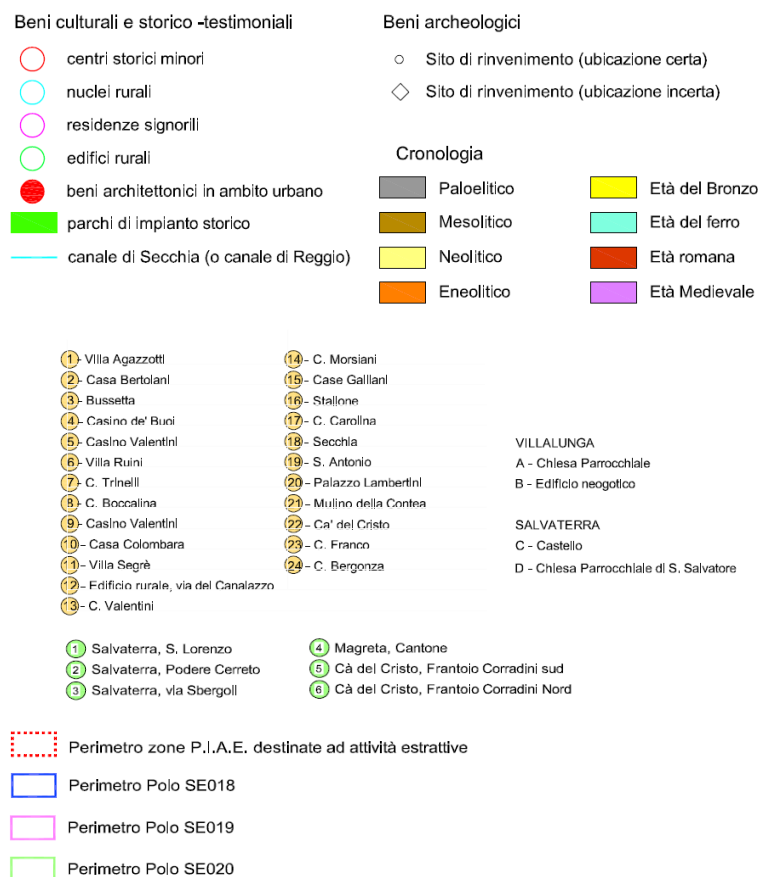 Beni culturali e storico -testimoniali
centri storici minori
nuclei rurali
residenze signorili
edifici rurali
beni architettonici in ambito urbano
parchi di impianto storico
canale di Secchia (o canale di Reggio)
Beni archeologici
Sito di rinvenimento (ubicazione certa)
Sito di rinvenimento (ubicazione incerta)
Cronologia
Paloelitico
Mesolitico
Neolitico
Eneolitico
Età del Bronzo
Età del ferro
Età romana
Età Medievale
1 - Villa Agazzotti
2 - Casa Bertolani
3 - Bussetta
4 - Casino de' Buoi
5 - Casino Valentini
6 - Villa Ruini
7 - C. Trinelli
8 - C. Boccalina
9 - Casino Valentini
10 - Casa Colombara
11 - Villa Segrè
12 - Edificio rurale, via del Canalazzo
13 - C. Valentini
14 - C. Morsiani
15 - Case Galliani
16 - Stallone
17 - C. Carolina
18 - Secchia
19 - S. Antonio
20 - Palazzo Lambertini
21 - Mulino della Contea
22 - Ca' del Cristo
23 - C. Franco
24 - C. Bergonza
VILLALUNGA
A - Chiesa Parrocchiale
B - Edificio neogotico
SALVATERRA
C - Castello
D - Chiesa Parrocchiale di S. Salvatore
1 Salvaterra, S. Lorenzo
2 Salvaterra, Podere Cerreto
3 Salvaterra, via Sbergoli
4 Magreta, Cantone
5 Cà del Cristo, Frantoio Corradini sud
6 Cà del Cristo, Frantoio Corradini Nord
Perimetro zone P.I.A.E. destinate ad attività estrattive
Perimetro Polo SE018
Perimetro Polo SE019
Perimetro Polo SE020